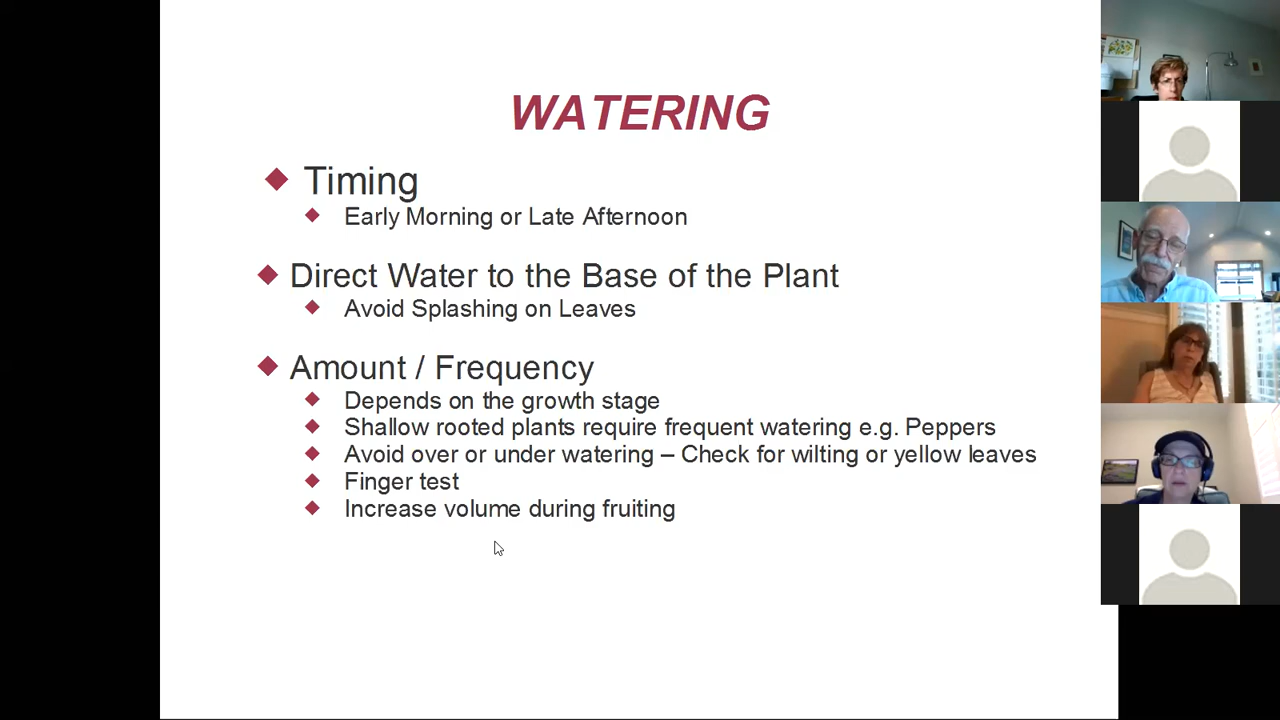 WATERING
Timing
Early Morning or Late Afternoon
Direct Water to the Base of the Plant
Avoid Splashing on Leaves
Amount / Frequency
Depends on the growth stage
Shallow rooted plants require frequent watering e.g. Peppers
Avoid over or under watering – Check for wilting or yellow leaves
Finger test
Increase volume during fruiting